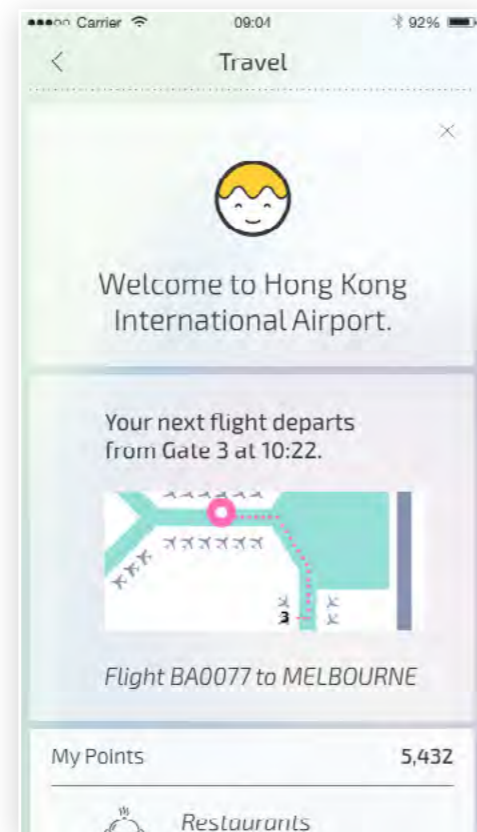 Carrier 09:04 92%
Travel
Welcome to Hong Kong
International Airport.
Your next flight departs
from Gate 3 at 10:22.
3
Flight BA0077 to MELBOURNE
My Points 5,432
Restaurants